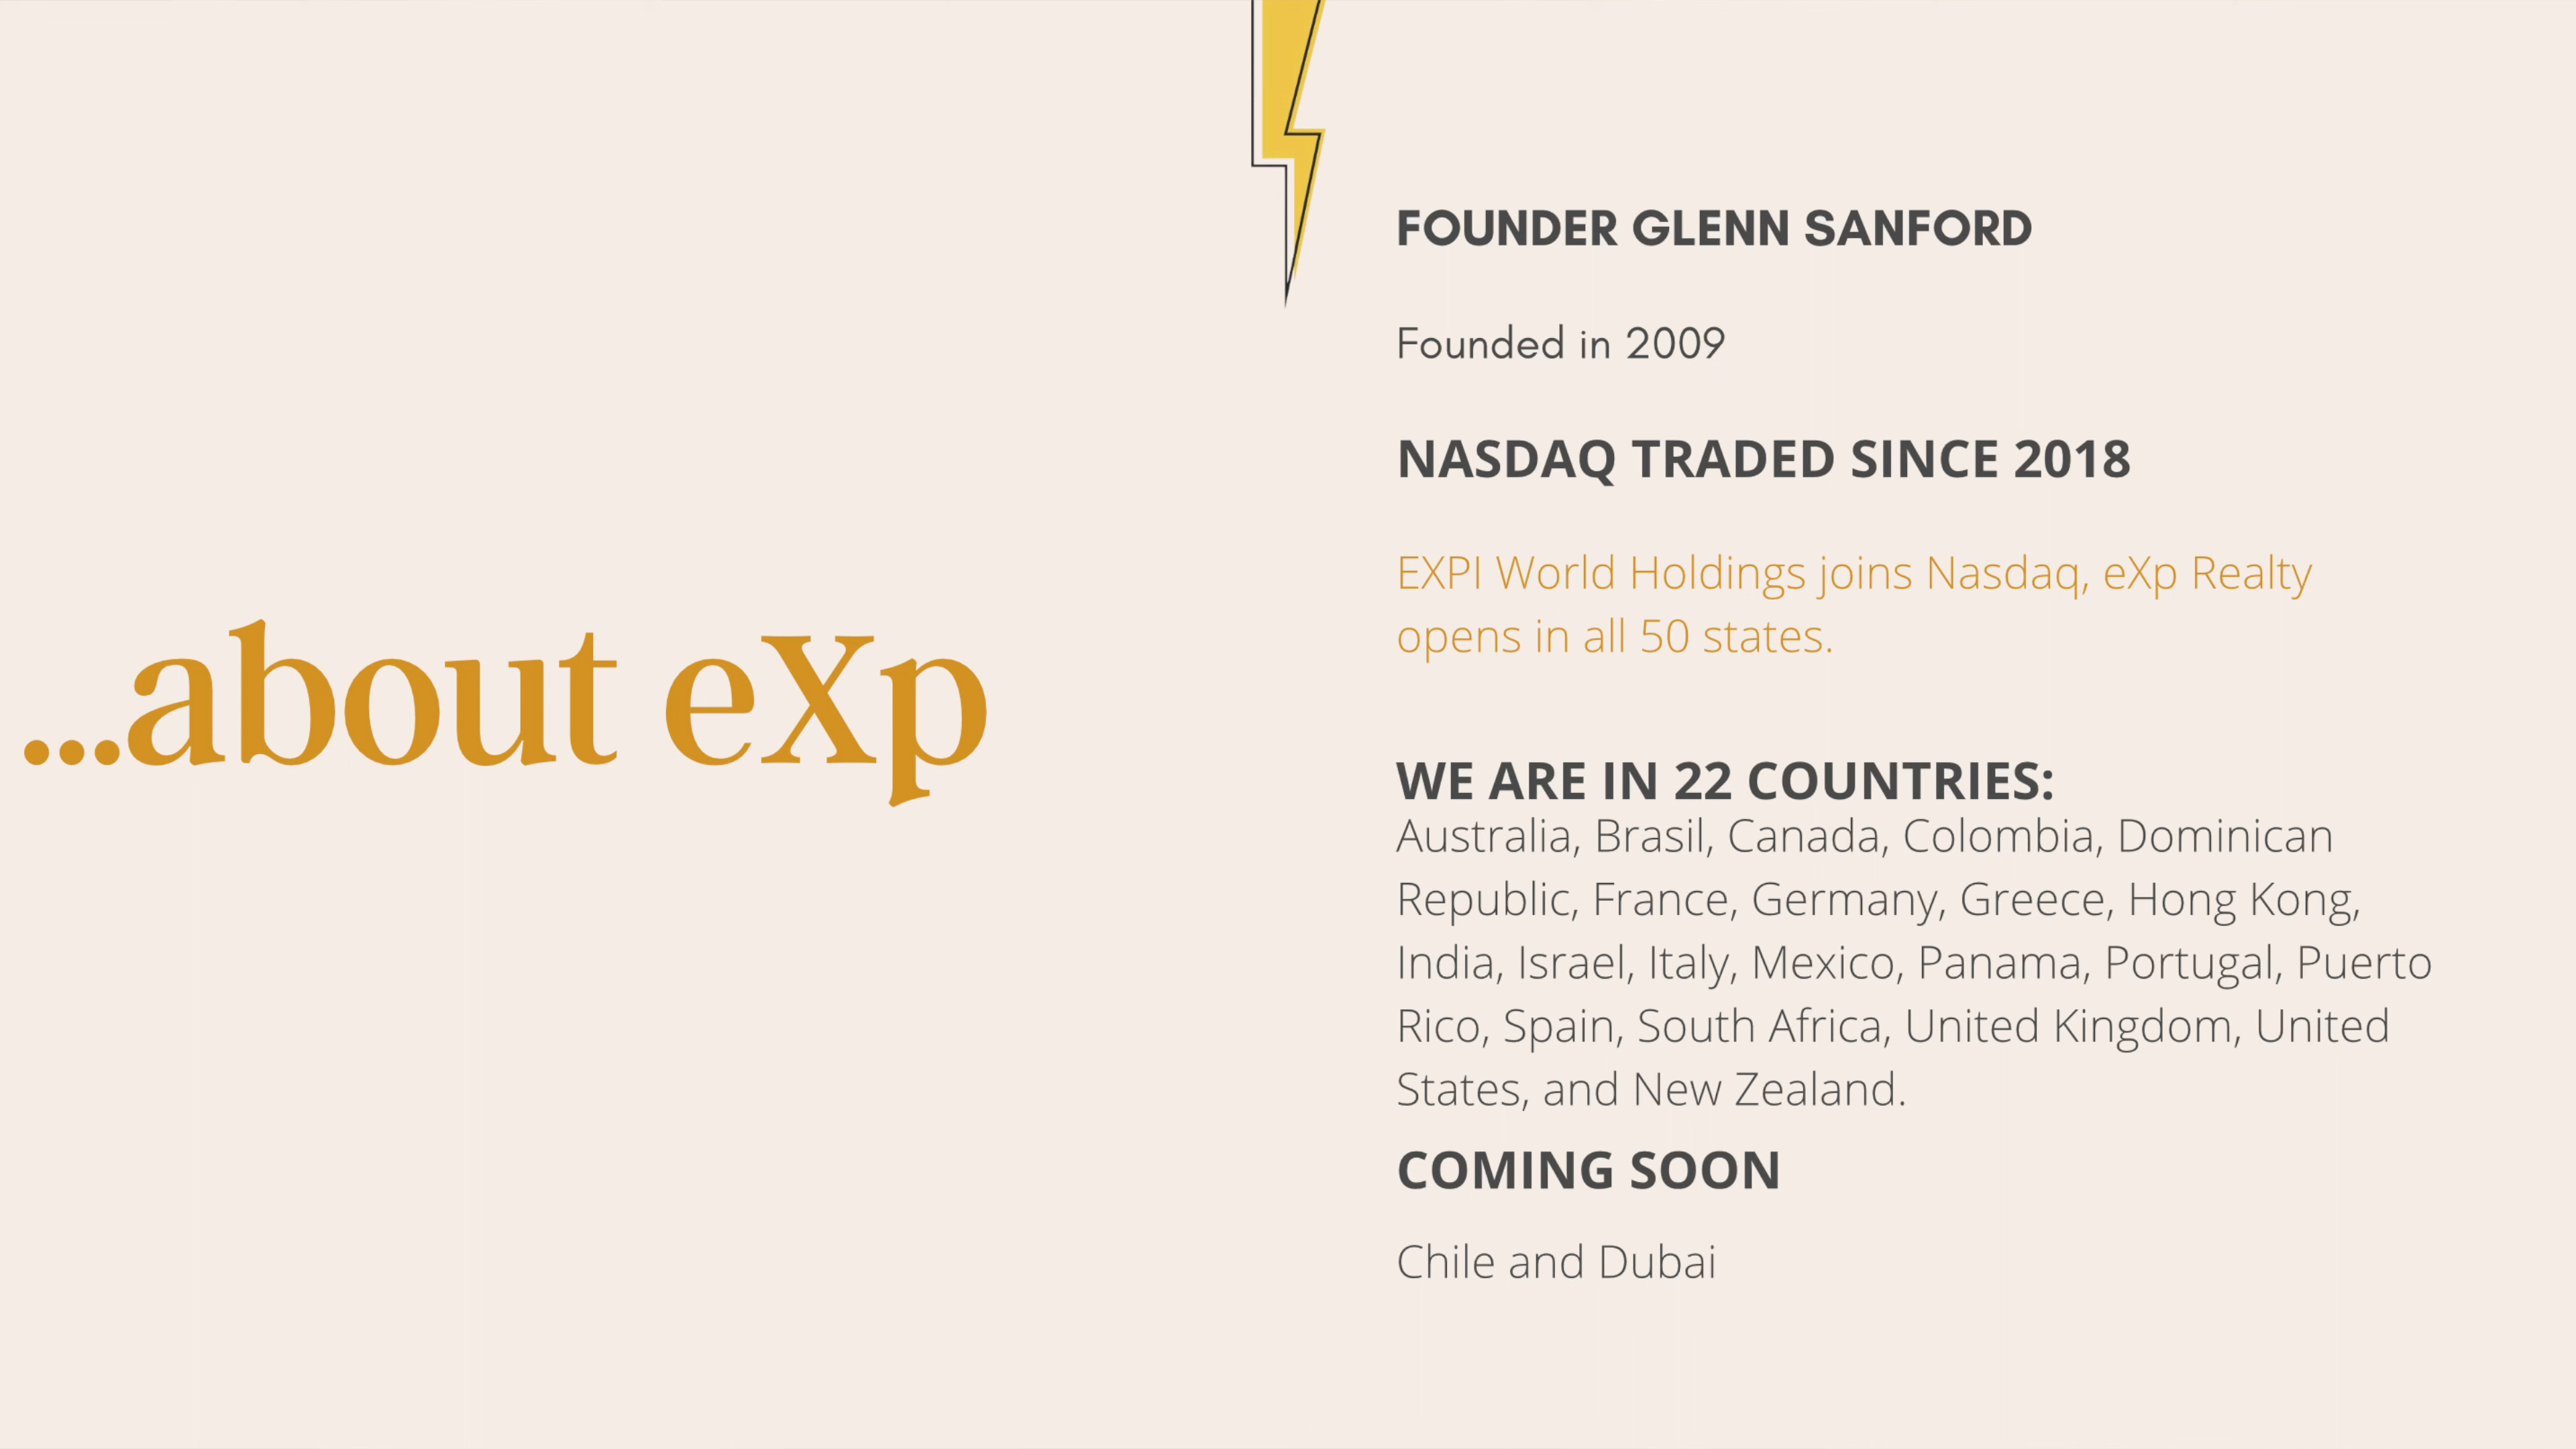 ...about eXp
FOUNDER GLENN SANFORD
Founded in 2009
NASDAQ TRADED SINCE 2018
EXPI World Holdings joins Nasdaq, eXp Realty
opens in all 50 states.
WE ARE IN 22 COUNTRIES:
Australia, Brasil, Canada, Colombia, Dominican
Republic, France, Germany, Greece, Hong Kong,
India, Israel, Italy, Mexico, Panama, Portugal, Puerto
Rico, Spain, South Africa, United Kingdom, United
States, and New Zealand.
COMING SOON
Chile and Dubai